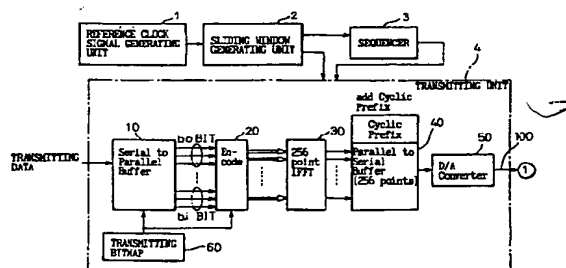 1
REFERENCE CLOCK
SIGNAL GENERATING
UNIT
2
SLIDING WINDOW
GENERATING UNIT
3
SEQUENCER
4
TRANSMITTING UNIT
add Cyclic
Prefix
10
Serial to
Parallel
Buffer
TRANSMITTING
DATA
bo BIT
bi BIT
20
En-
code
30
256
point
IFFT
Cyclic
Prefix
40
Parallel to
Serial
Buffer
(256 points)
50
D/A
Converter
100
1
TRANSMITTING
BITMAP
60